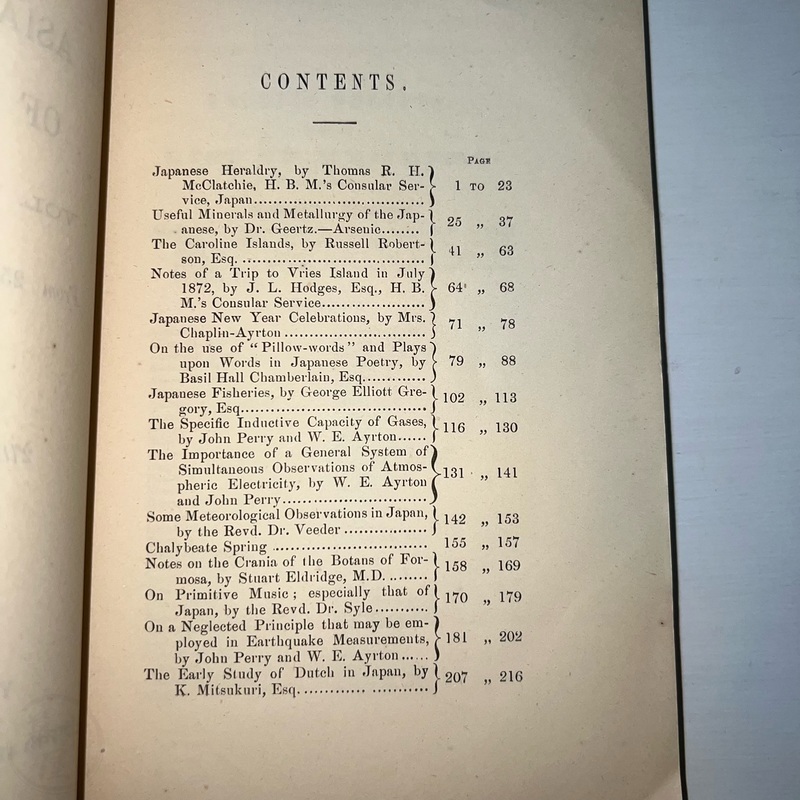 CONTENTS.
PAGE
Japanese Heraldry, by Thomas R. H.
McClatchie, H. B. M.'s Consular Ser-
vice, Japan.................................. 1 TO 23
Useful Minerals and Metallurgy of the Jap-
anese, by Dr. Geertz.—Arsenic........ 25 „ 37
The Caroline Islands, by Russell Robert-
son, Esq. .................................... 41 „ 63
Notes of a Trip to Vries Island in July
1872, by J. L. Hodges, Esq., H. B.
M.'s Consular Service..................... 64 „ 68
Japanese New Year Celebrations, by Mrs.
Chaplin-Ayrton ............................ 71 „ 78
On the use of “Pillow-words” and Plays
upon Words in Japanese Poetry, by
Basil Hall Chamberlain, Esq............ 79 „ 88
Japanese Fisheries, by George Elliott Gre-
gory, Esq..................................... 102 „ 113
The Specific Inductive Capacity of Gases,
by John Perry and W. E. Ayrton...... 116 „ 130
The Importance of a General System of
Simultaneous Observations of Atmos-
pheric Electricity, by W. E. Ayrton
and John Perry............................. 131 „ 141
Some Meteorological Observations in Japan,
by the Revd. Dr. Veeder ................. 142 „ 153
Chalybeate Spring ............................... 155 „ 157
Notes on the Crania of the Botans of For-
mosa, by Stuart Eldridge, M.D. ........ 158 „ 169
On Primitive Music; especially that of
Japan, by the Revd. Dr. Syle........... 170 „ 179
On a Neglected Principle that may be em-
ployed in Earthquake Measurements,
by John Perry and W. E. Ayrton ...... 181 „ 202
The Early Study of Dutch in Japan, by
K. Mitsukuri, Esq. ............ ........... 207 „ 216